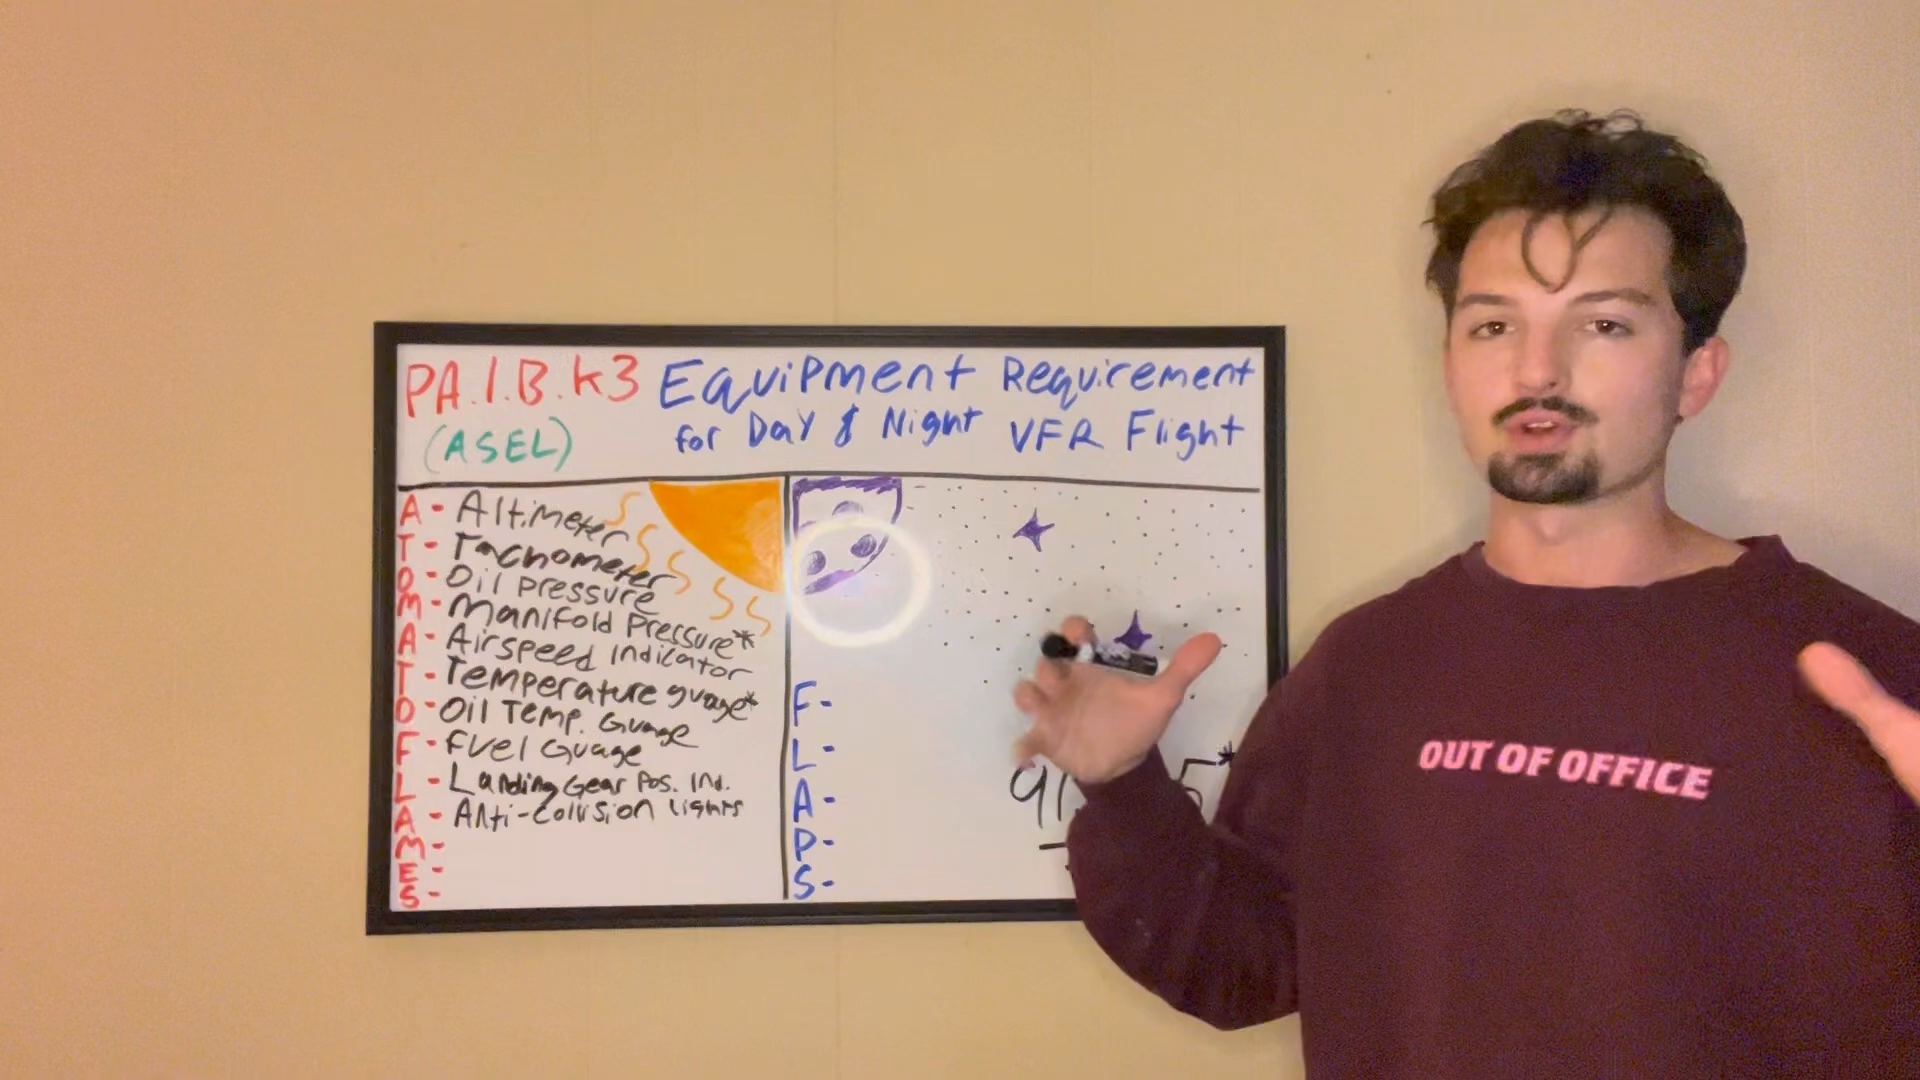 PA.I.B.K3 Equipment Requirement
(ASEL) for Day & Night VFR Flight
A - Altimeter
T - Tachometer
O - Oil pressure
M - Manifold Pressure*
A - Airspeed Indicator
T - Temperature guage*
O - Oil Temp. Guage
F - Fuel Guage
L - Landing Gear Pos. Ind.
A - Anti-collision lights
M -
E -
S -
F -
L -
A -
P -
S -
91
*
OUT OF OFFICE